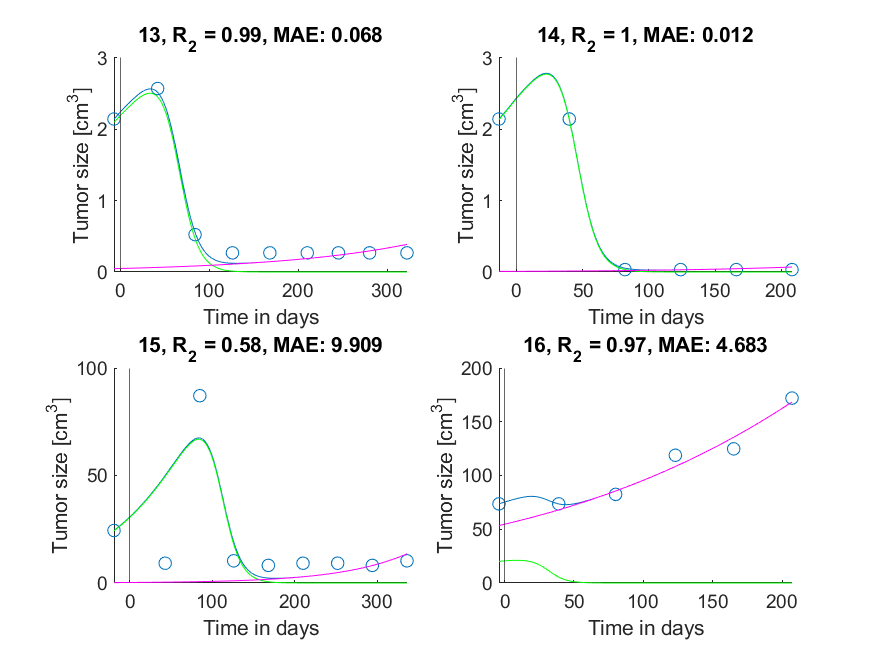 13, R2 = 0.99, MAE: 0.068
14, R2 = 1, MAE: 0.012
3
2
1
0
Tumor size [cm3]
0 100 200 300
Time in days
3
2
1
0
Tumor size [cm3]
0 50 100 150 200
Time in days
15, R2 = 0.58, MAE: 9.909
16, R2 = 0.97, MAE: 4.683
100
50
0
Tumor size [cm3]
0 100 200 300
Time in days
200
150
100
50
0
Tumor size [cm3]
0 50 100 150 200
Time in days